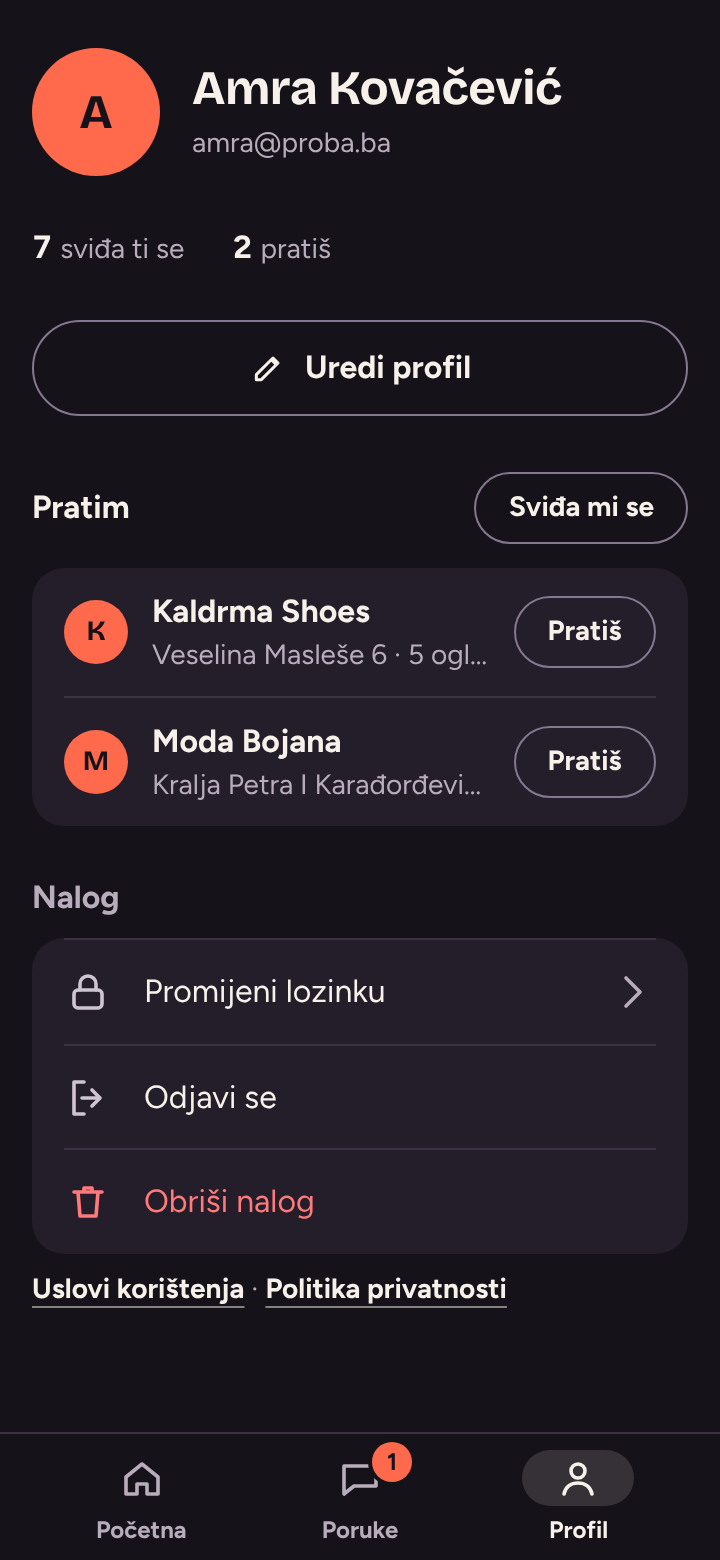 A
Amra Kovačević
amra@proba.ba
7 sviđa ti se 2 pratiš
Uredi profil
Pratim
Sviđa mi se
K
Kaldrma Shoes
Veselina Masleše 6 · 5 ogl...
Pratiš
M
Moda Bojana
Kralja Petra I Karađorđevi...
Pratiš
Nalog
Promijeni lozinku
Odjavi se
Obriši nalog
Uslovi korištenja · Politika privatnosti
1
Početna
Poruke
Profil